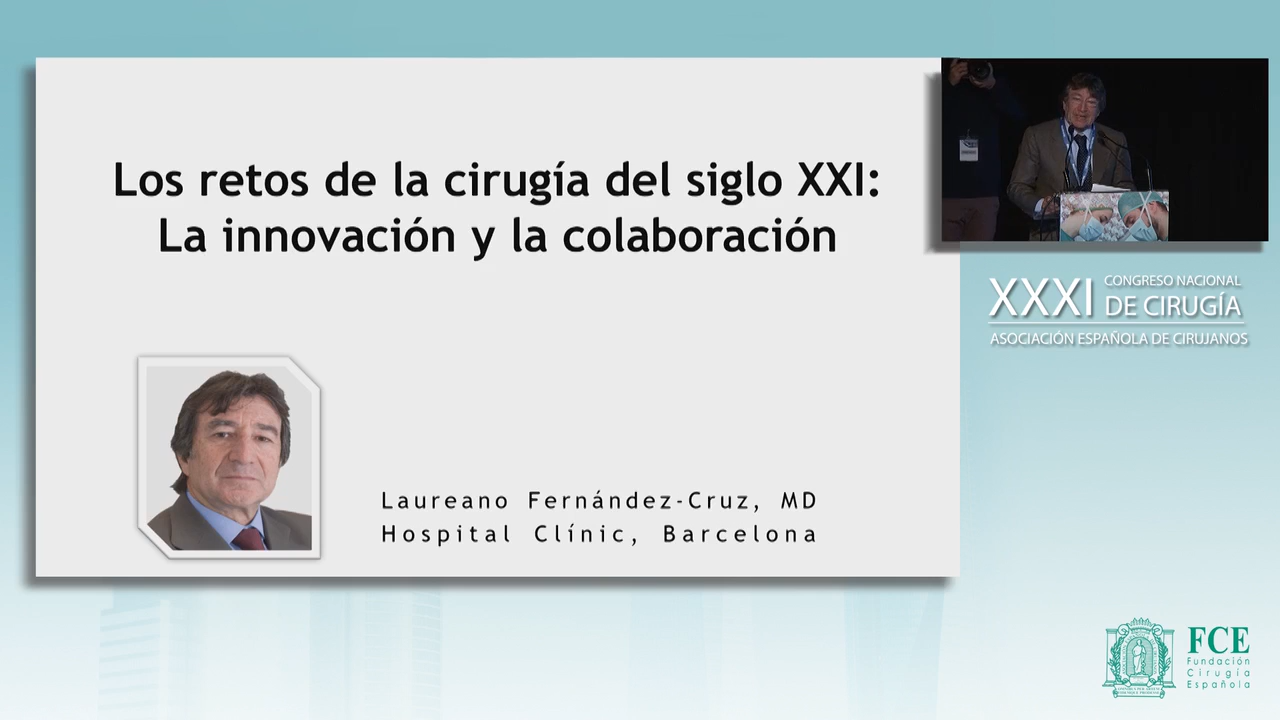 Los retos de la cirugía del siglo XXI:
La innovación y la colaboración
Laureano Fernández-Cruz, MD
Hospital Clínic, Barcelona
XXXI CONGRESO NACIONAL
DE CIRUGÍA
ASOCIACIÓN ESPAÑOLA DE CIRUJANOS
FCE
Fundación
Cirugía
Española